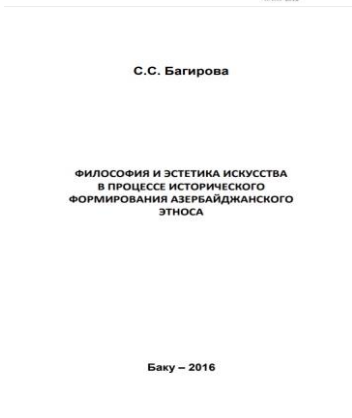 С.С. Багирова
ФИЛОСОФИЯ И ЭСТЕТИКА ИСКУССТВА
В ПРОЦЕССЕ ИСТОРИЧЕСКОГО
ФОРМИРОВАНИЯ АЗЕРБАЙДЖАНСКОГО
ЭТНОСА
Баку – 2016